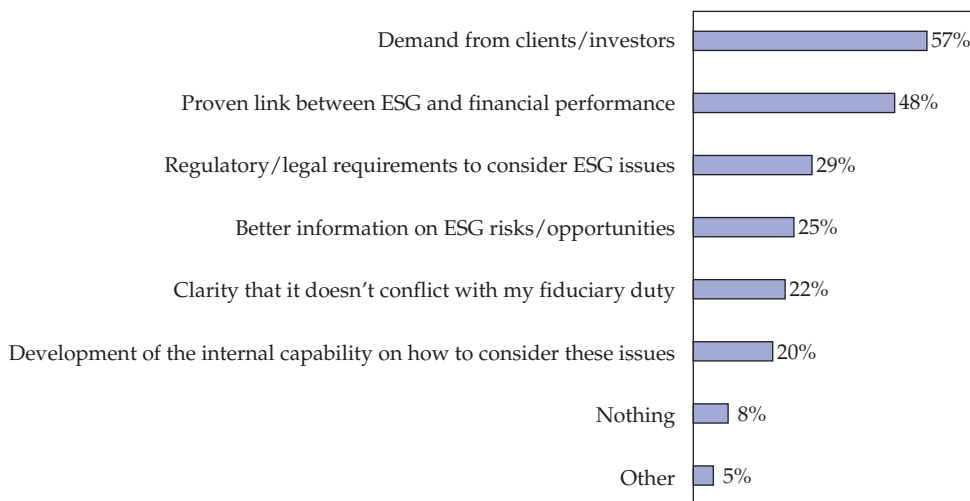 Demand from clients/investors 57%
Proven link between ESG and financial performance 48%
Regulatory/legal requirements to consider ESG issues 29%
Better information on ESG risks/opportunities 25%
Clarity that it doesn’t conflict with my fiduciary duty 22%
Development of the internal capability on how to consider these issues 20%
Nothing 8%
Other 5%